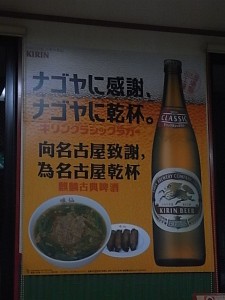 KIRIN
ナゴヤに感謝、
ナゴヤに乾杯。
キリンクラシックラガー
向名古屋致謝,
為名古屋乾杯
麒麟古典啤酒
CLASSIC
KIRIN BEER